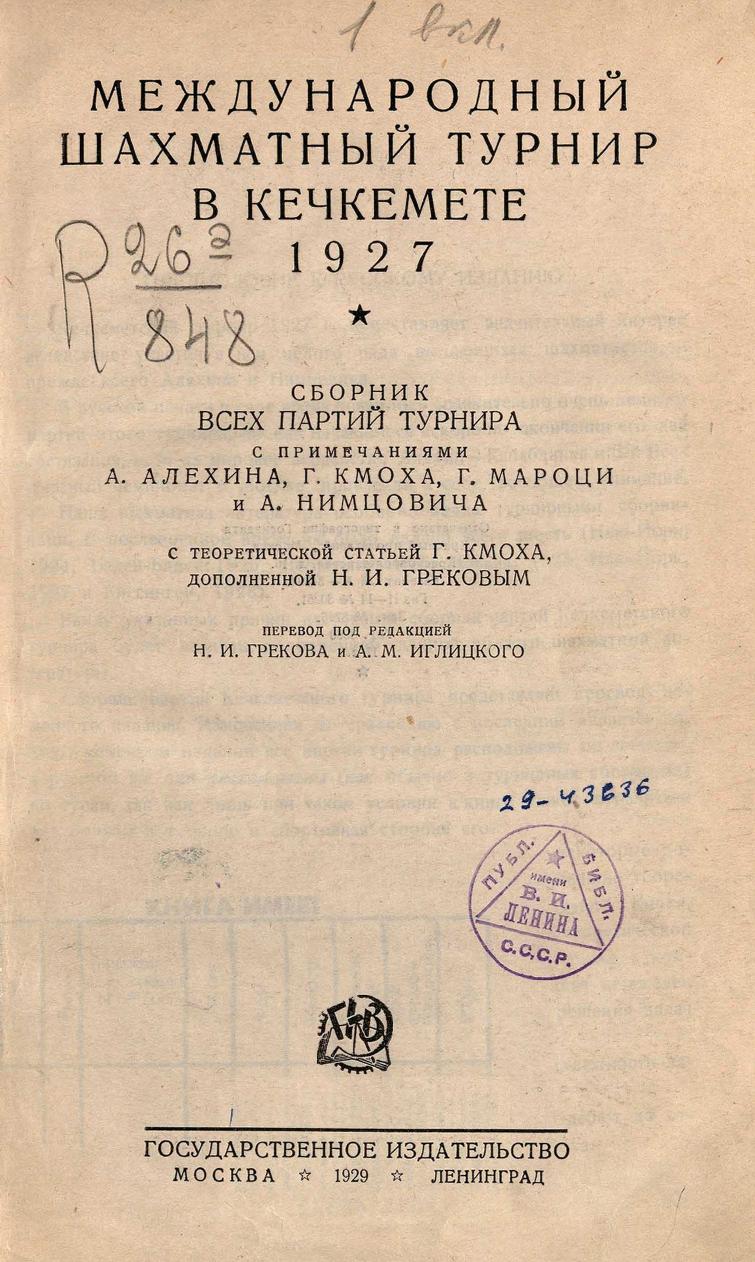 1 вкл.
МЕЖДУНАРОДНЫЙ
ШАХМАТНЫЙ ТУРНИР
В КЕЧКЕМЕТЕ
1927
R 26 2
848
СБОРНИК
ВСЕХ ПАРТИЙ ТУРНИРА
С ПРИМЕЧАНИЯМИ
А. АЛЕХИНА, Г. КМОХА, Г. МАРОЦИ
и А. НИМЦОВИЧА
С ТЕОРЕТИЧЕСКОЙ СТАТЬЕЙ Г. КМОХА,
ДОПОЛНЕННОЙ Н. И. ГРЕКОВЫМ
ПЕРЕВОД ПОД РЕДАКЦИЕЙ
Н. И. ГРЕКОВА и А. М. ИГЛИЦКОГО
29-43636
ПУБЛ. БИБЛ.
имени
В. И.
ЛЕНИНА
С.С.С.Р.
ГОСУДАРСТВЕННОЕ ИЗДАТЕЛЬСТВО
МОСКВА ☆ 1929 ☆ ЛЕНИНГРАД